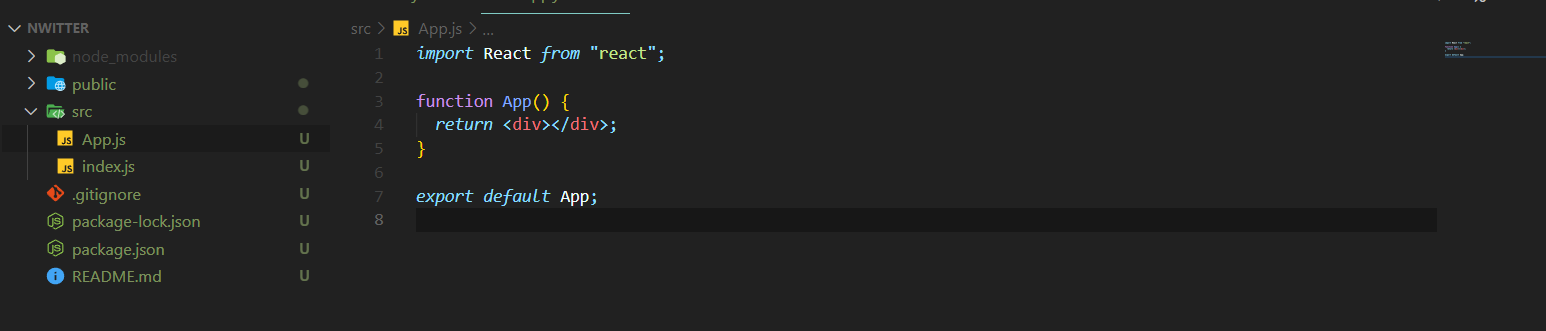 NWITTER
node_modules
public
src
App.js U
index.js U
.gitignore U
package-lock.json U
package.json U
README.md U
src > JS App.js > ...
1 import React from "react";
2
3 function App() {
4 return <div></div>;
5 }
6
7 export default App;
8